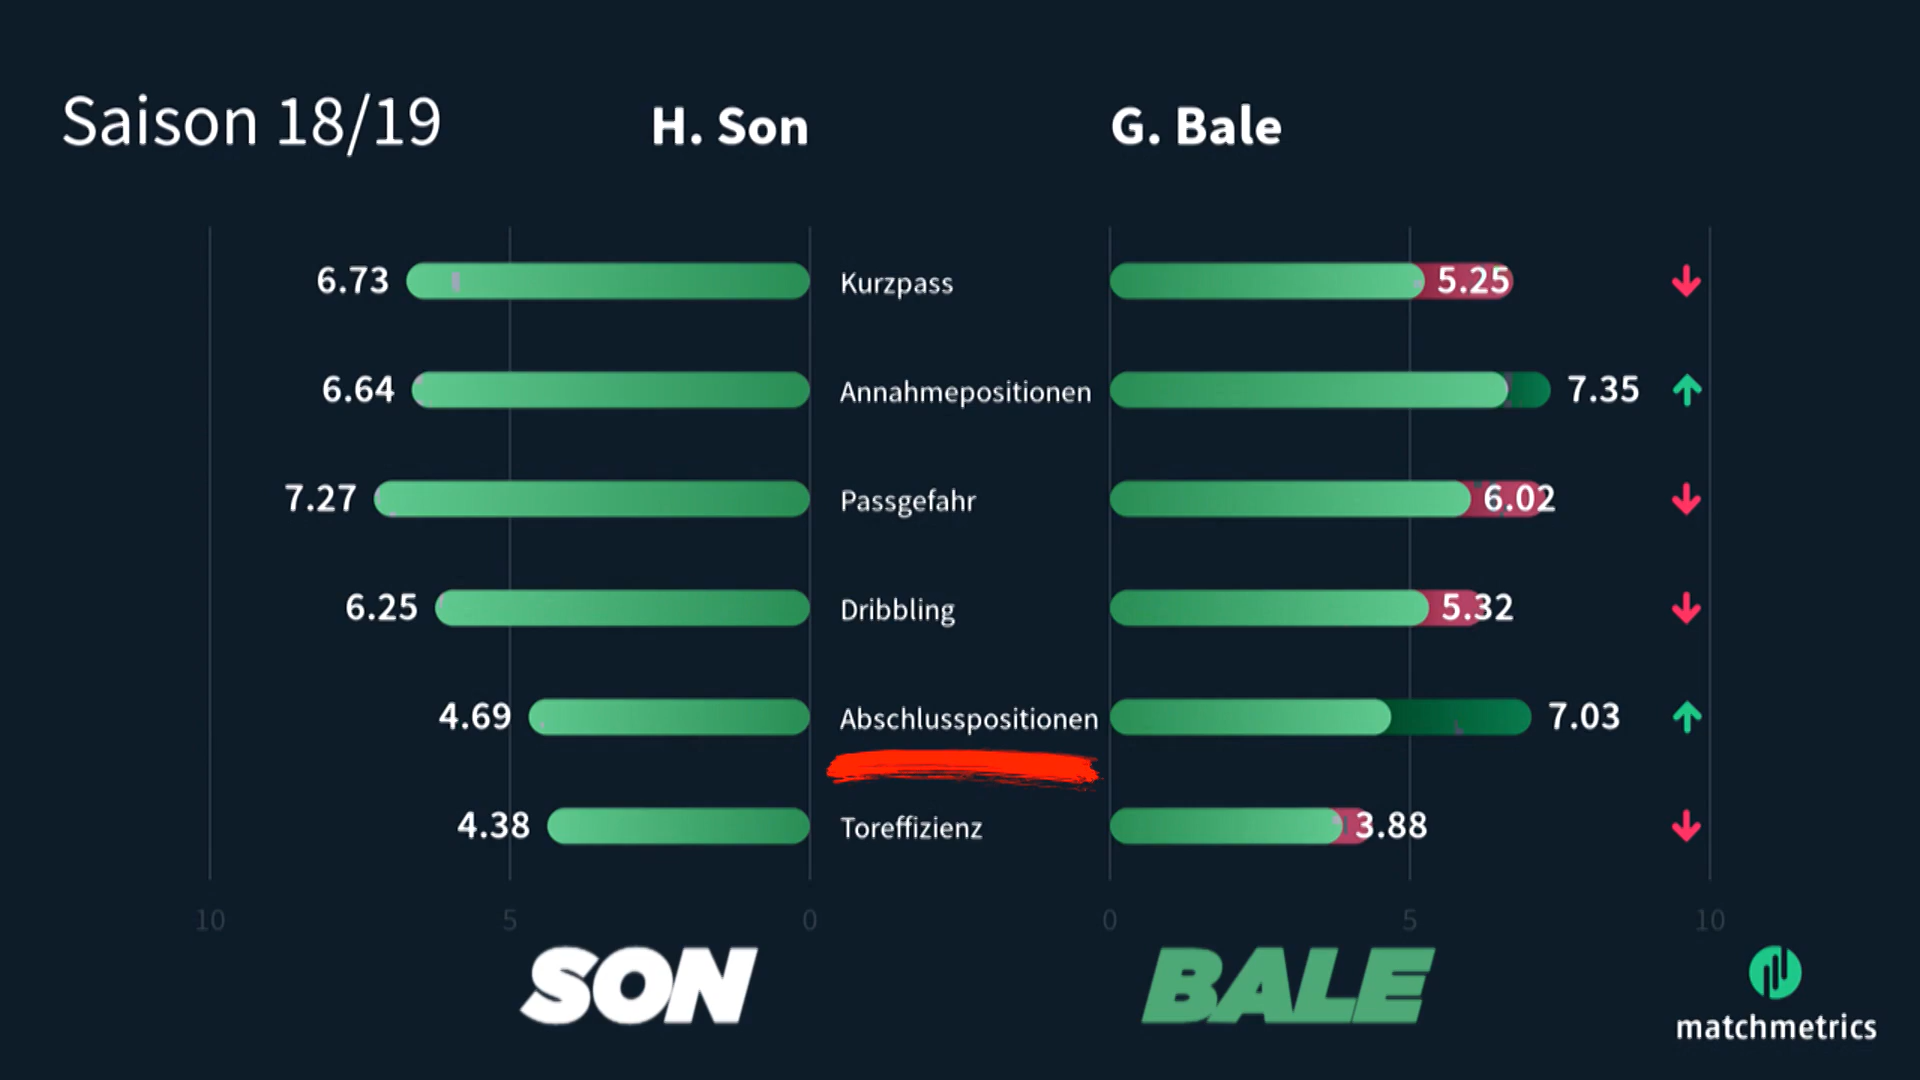 Saison 18/19 H. Son G. Bale
6.73 Kurzpass 5.25
6.64 Annahmepositionen 7.35
7.27 Passgefahr 6.02
6.25 Dribbling 5.32
4.69 Abschlusspositionen 7.03
4.38 Toreffizienz 3.88
10 5 0 0 5 10
SON BALE
matchmetrics